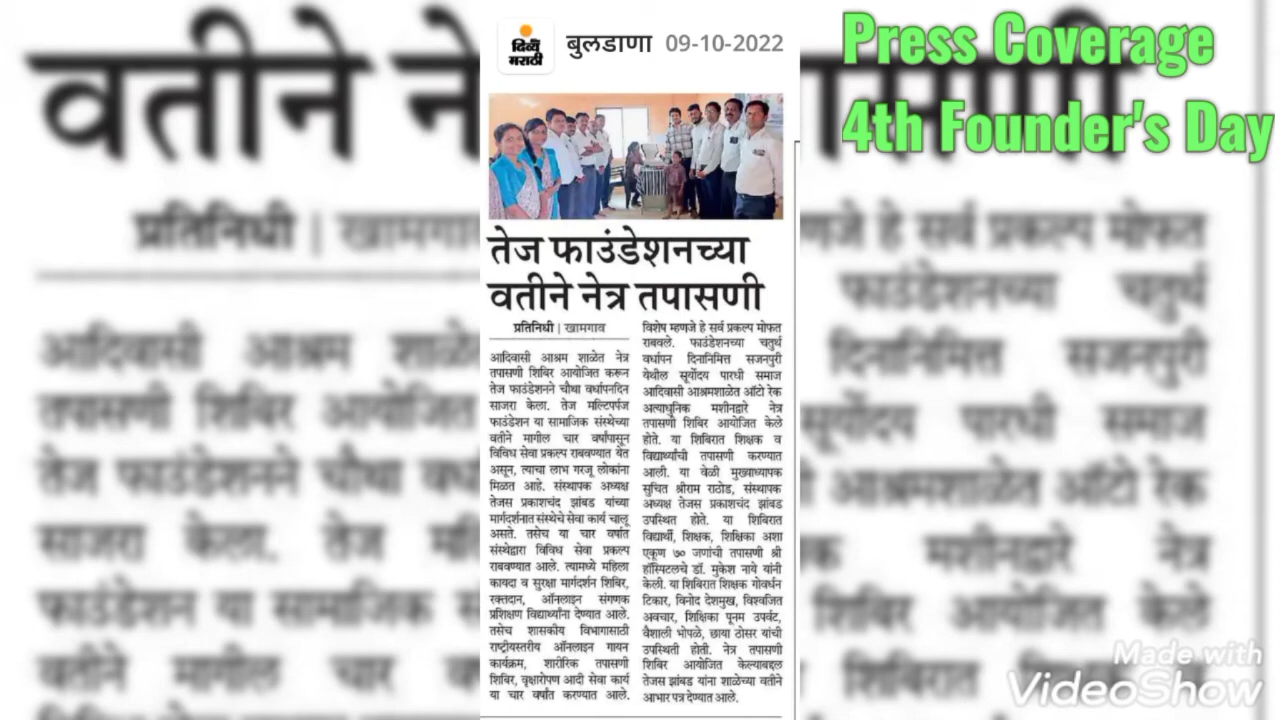 दिव्य मराठी
बुलडाणा 09-10-2022
Press Coverage
4th Founder's Day
तेज फाउंडेशनच्या
वतीने नेत्र तपासणी
प्रतिनिधी | खामगाव
आदिवासी आश्रम शाळेत नेत्र
तपासणी शिबिर आयोजित करून
तेज फाउंडेशनने चौथा वर्धापनदिन
साजरा केला. तेज मल्टिपर्पज
फाउंडेशन या सामाजिक संस्थेच्या
वतीने मागील चार वर्षांपासून
विविध सेवा प्रकल्प राबवण्यात येत
असून, त्याचा लाभ गरजू लोकांना
मिळत आहे. संस्थापक अध्यक्ष
तेजस प्रकाशचंद झांबड यांच्या
मार्गदर्शनात संस्थेचे सेवा कार्य चालू
असते. तसेच या चार वर्षात
संस्थेद्वारा विविध सेवा प्रकल्प
राबवण्यात आले. त्यामध्ये महिला
कायदा व सुरक्षा मार्गदर्शन शिबिर,
रक्तदान, ऑनलाइन संगणक
प्रशिक्षण विद्यार्थ्यांना देण्यात आले.
तसेच शासकीय विभागासाठी
राष्ट्रीयस्तरीय ऑनलाइन गायन
कार्यक्रम, शारीरिक तपासणी
शिबिर, वृक्षारोपण आदी सेवा कार्य
या चार वर्षांत करण्यात आले.
विशेष म्हणजे हे सर्व प्रकल्प मोफत
राबवले. फाउंडेशनच्या चतुर्थ
वर्धापन दिनानिमित्त सजनपुरी
येथील सूर्योदय पारधी समाज
आदिवासी आश्रमशाळेत ऑटो रेक
अत्याधुनिक मशीनद्वारे नेत्र
तपासणी शिबिर आयोजित केले
होते. या शिबिरात शिक्षक व
विद्यार्थ्यांची तपासणी करण्यात
आली. या वेळी मुख्याध्यापक
सुचित श्रीराम राठोड, संस्थापक
अध्यक्ष तेजस प्रकाशचंद झांबड
उपस्थित होते. या शिबिरात
विद्यार्थी, शिक्षक, शिक्षिका अशा
एकूण ७० जणांची तपासणी श्री
हॉस्पिटलचे डॉ. मुकेश नाये यांनी
केली. या शिबिरात शिक्षक गोवर्धन
टिकार, विनोद देशमुख, विश्वजित
अवचार, शिक्षिका पूनम उपर्वट,
वैशाली भोपळे, छाया ठोसर यांची
उपस्थिती होती. नेत्र तपासणी
शिबिर आयोजित केल्याबद्दल
तेजस झांबड यांना शाळेच्या वतीने
आभार पत्र देण्यात आले.
Made with
VideoShow